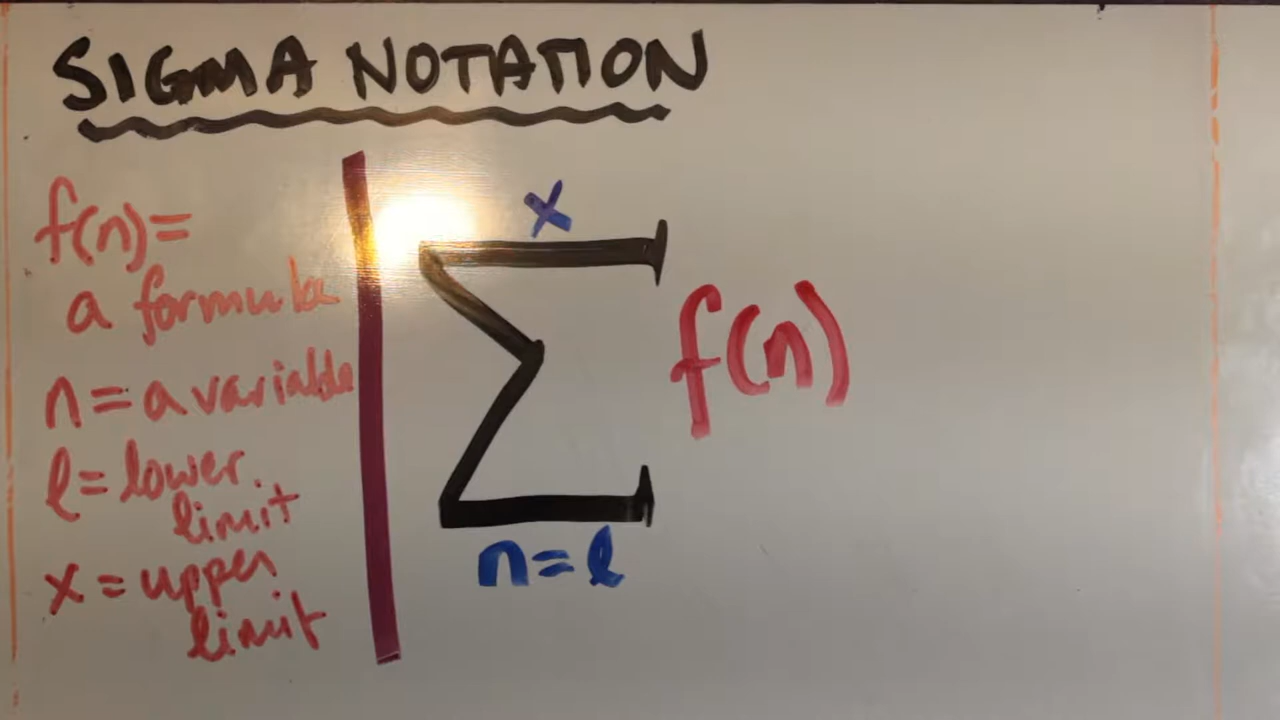 SIGMA NOTATION
f(n)=
a formula
n = a variable
l = lower
limit
x = upper
limit
x
Σ f(n)
n = l